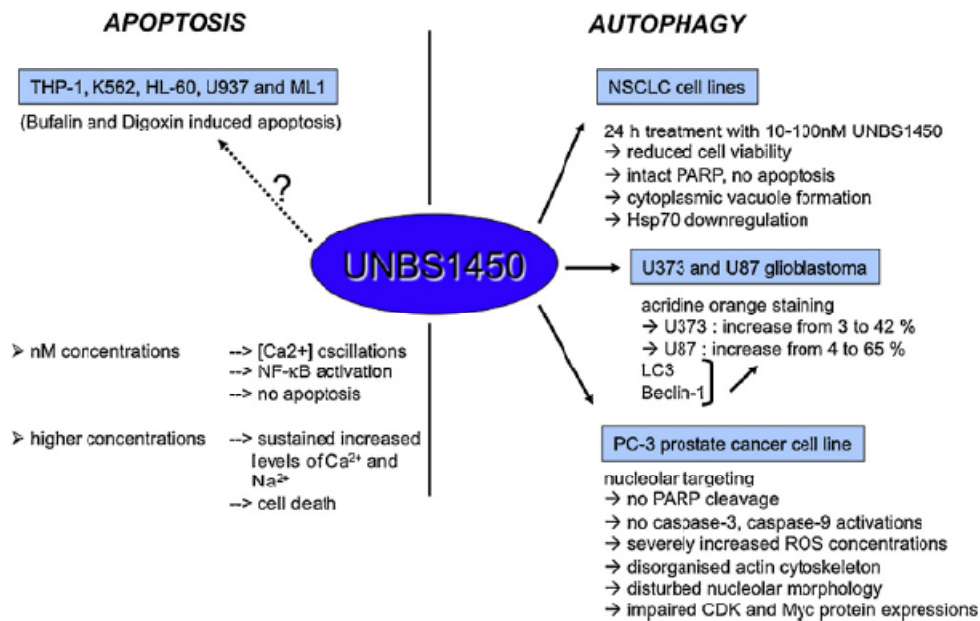 APOPTOSIS
THP-1, K562, HL-60, U937 and ML1
(Bufalin and Digoxin induced apoptosis)
?
UNBS1450
➤ nM concentrations
--> [Ca2+] oscillations
--> NF-κB activation
--> no apoptosis
➤ higher concentrations
--> sustained increased
levels of Ca²⁺ and
Na²⁺
--> cell death
AUTOPHAGY
NSCLC cell lines
24 h treatment with 10-100nM UNBS1450
→ reduced cell viability
→ intact PARP, no apoptosis
→ cytoplasmic vacuole formation
→ Hsp70 downregulation
U373 and U87 glioblastoma
acridine orange staining
→ U373 : increase from 3 to 42 %
→ U87 : increase from 4 to 65 %
LC3
Beclin-1
PC-3 prostate cancer cell line
nucleolar targeting
→ no PARP cleavage
→ no caspase-3, caspase-9 activations
→ severely increased ROS concentrations
→ disorganised actin cytoskeleton
→ disturbed nucleolar morphology
→ impaired CDK and Myc protein expressions